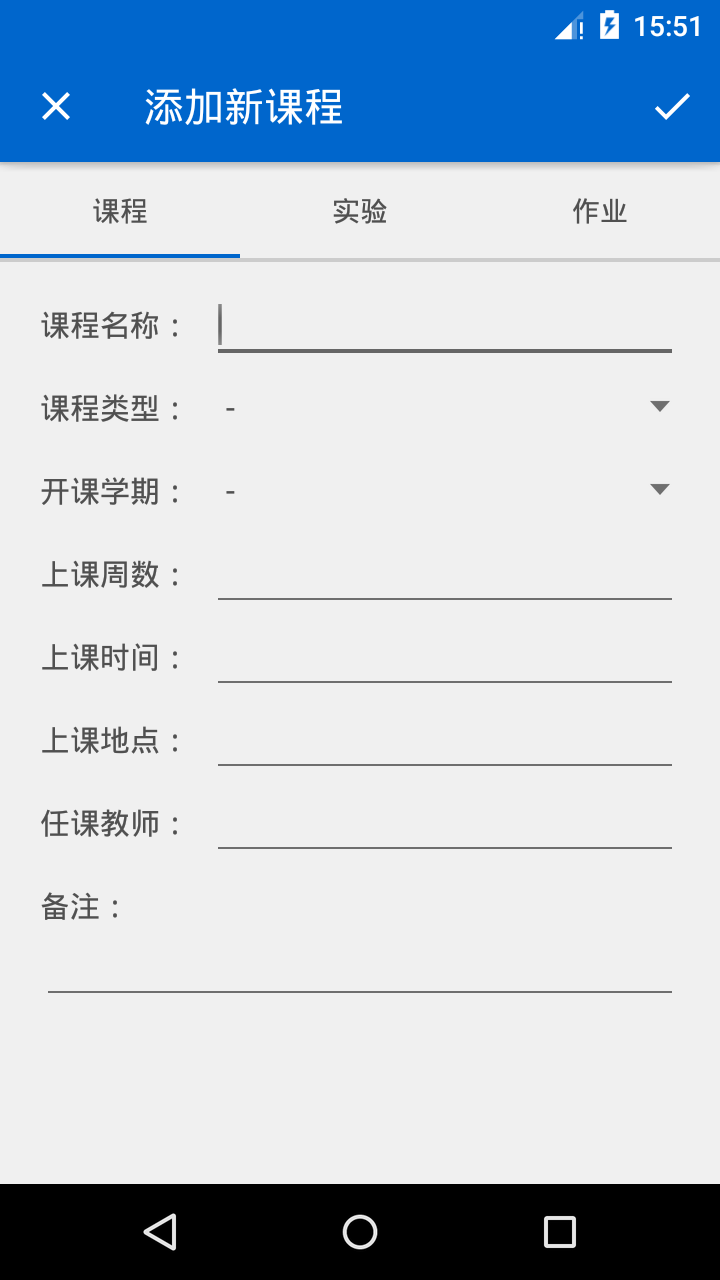 15:51
添加新课程
课程 实验 作业
课程名称：
课程类型： -
开课学期： -
上课周数：
上课时间：
上课地点：
任课教师：
备注：